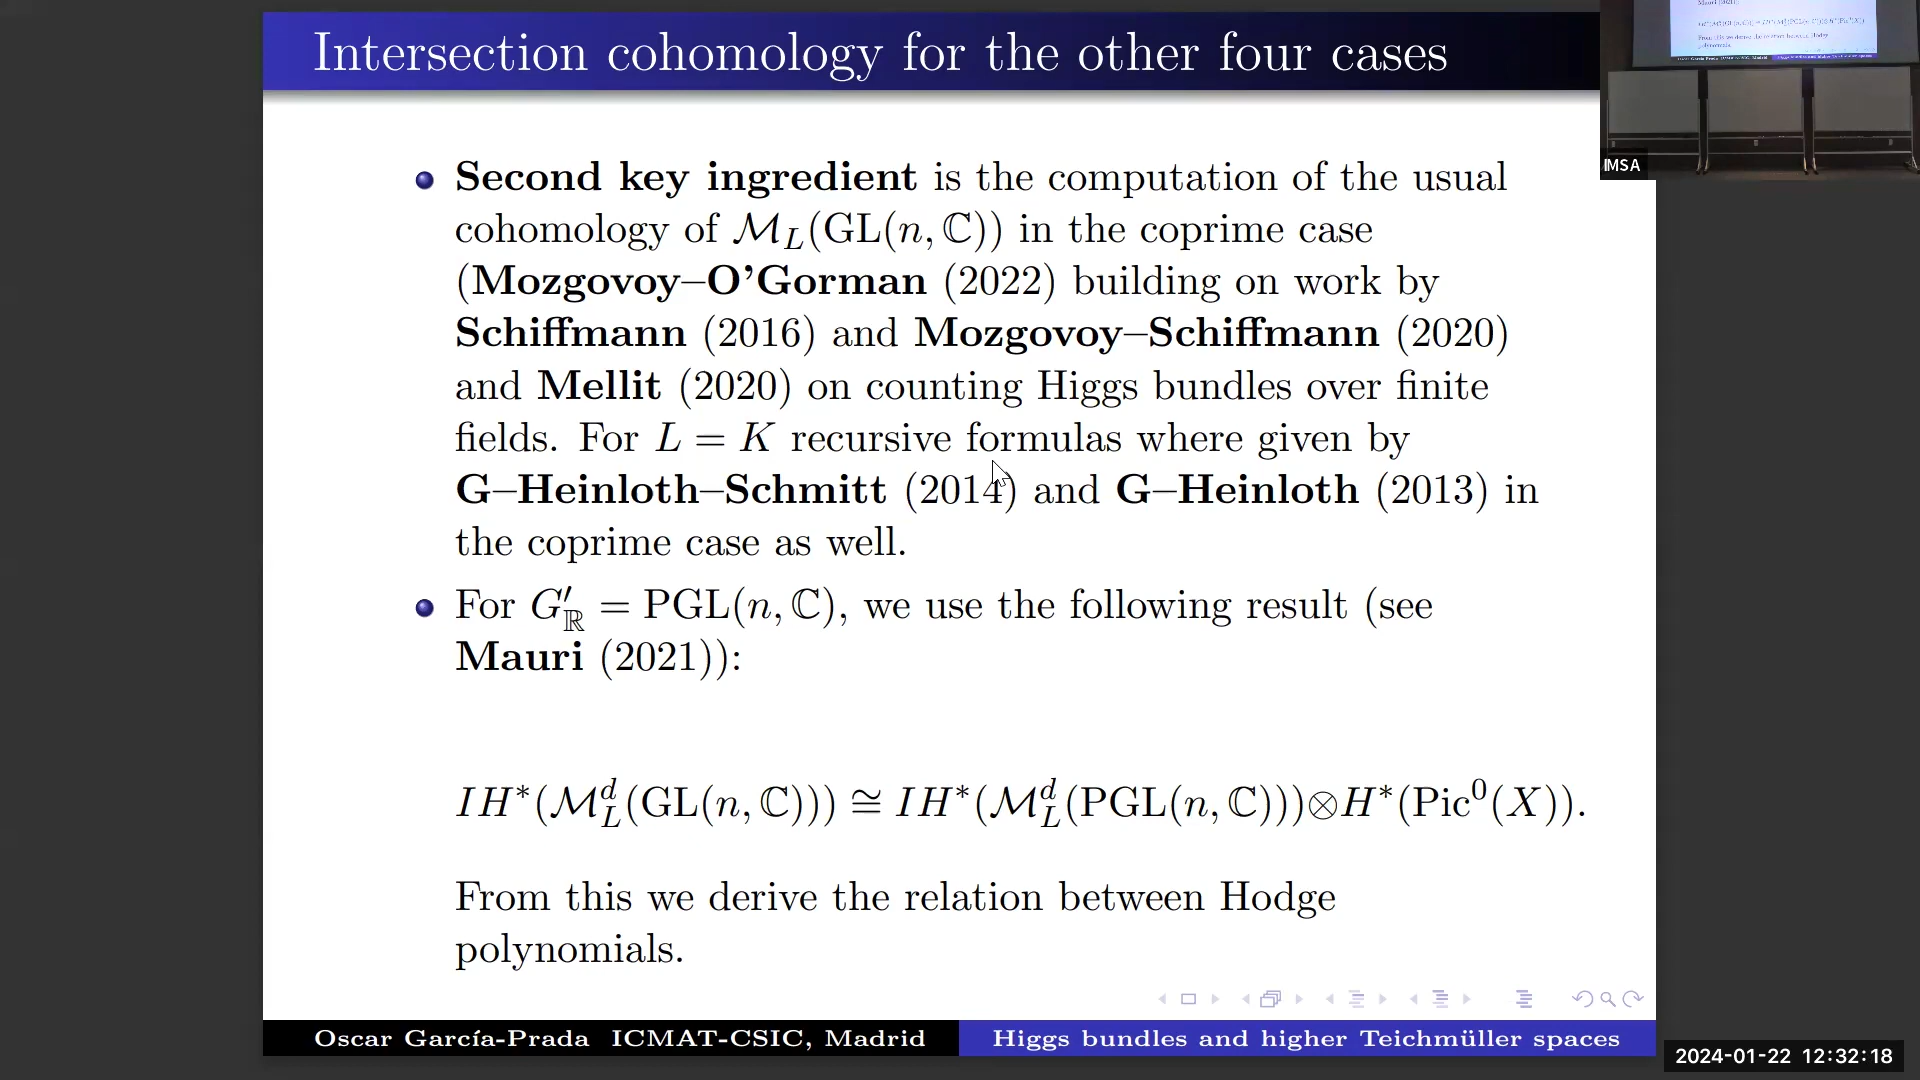 Intersection cohomology for the other four cases
Second key ingredient is the computation of the usual
cohomology of ℳ_L(GL(n, ℂ)) in the coprime case
(Mozgovoy–O'Gorman (2022) building on work by
Schiffmann (2016) and Mozgovoy–Schiffmann (2020)
and Mellit (2020) on counting Higgs bundles over finite
fields. For L = K recursive formulas where given by
G–Heinloth–Schmitt (2014) and G–Heinloth (2013) in
the coprime case as well.
For G′_ℝ = PGL(n, ℂ), we use the following result (see
Mauri (2021)):
IH*(ℳ^d_L(GL(n, ℂ))) ≅ IH*(ℳ^d_L(PGL(n, ℂ)))⊗H*(Pic⁰(X)).
From this we derive the relation between Hodge
polynomials.
Oscar García-Prada ICMAT-CSIC, Madrid
Higgs bundles and higher Teichmüller spaces
IMSA
2024-01-22 12:32:18